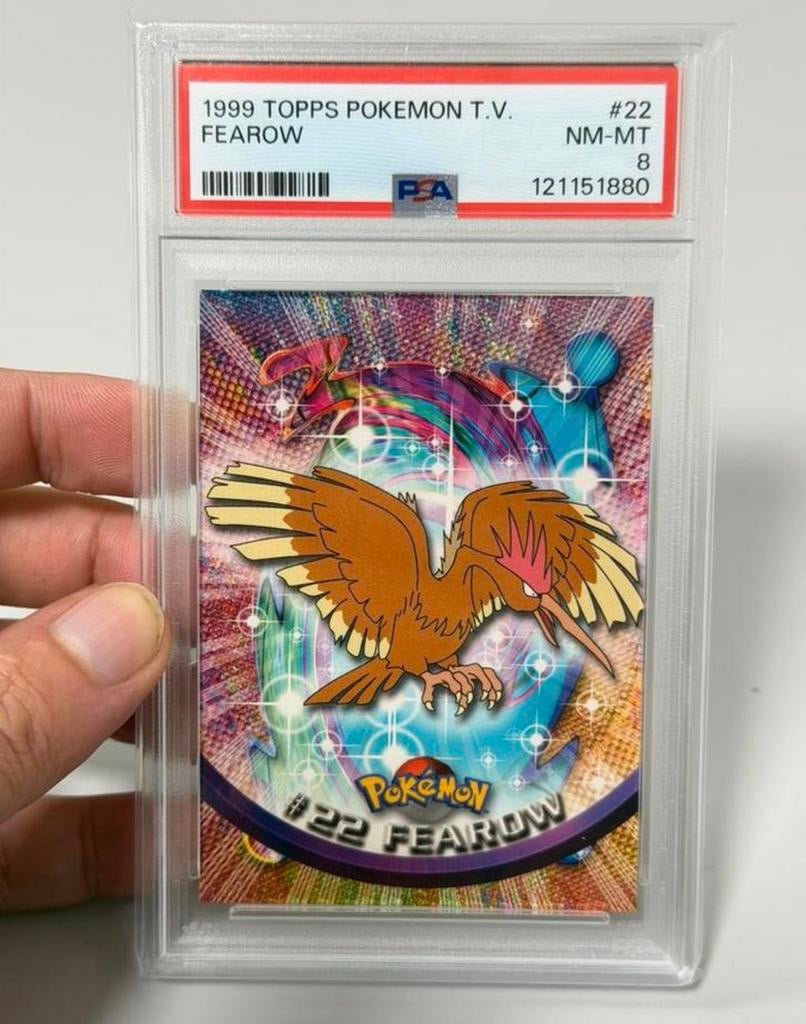 1999 TOPPS POKEMON T.V. #22
FEAROW NM-MT
8
PSA 121151880
POKéMON
#22 FEAROW